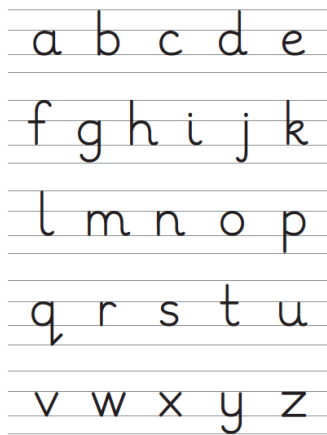 a b c d e
f g h i j k
l m n o p
q r s t u
v w x y z